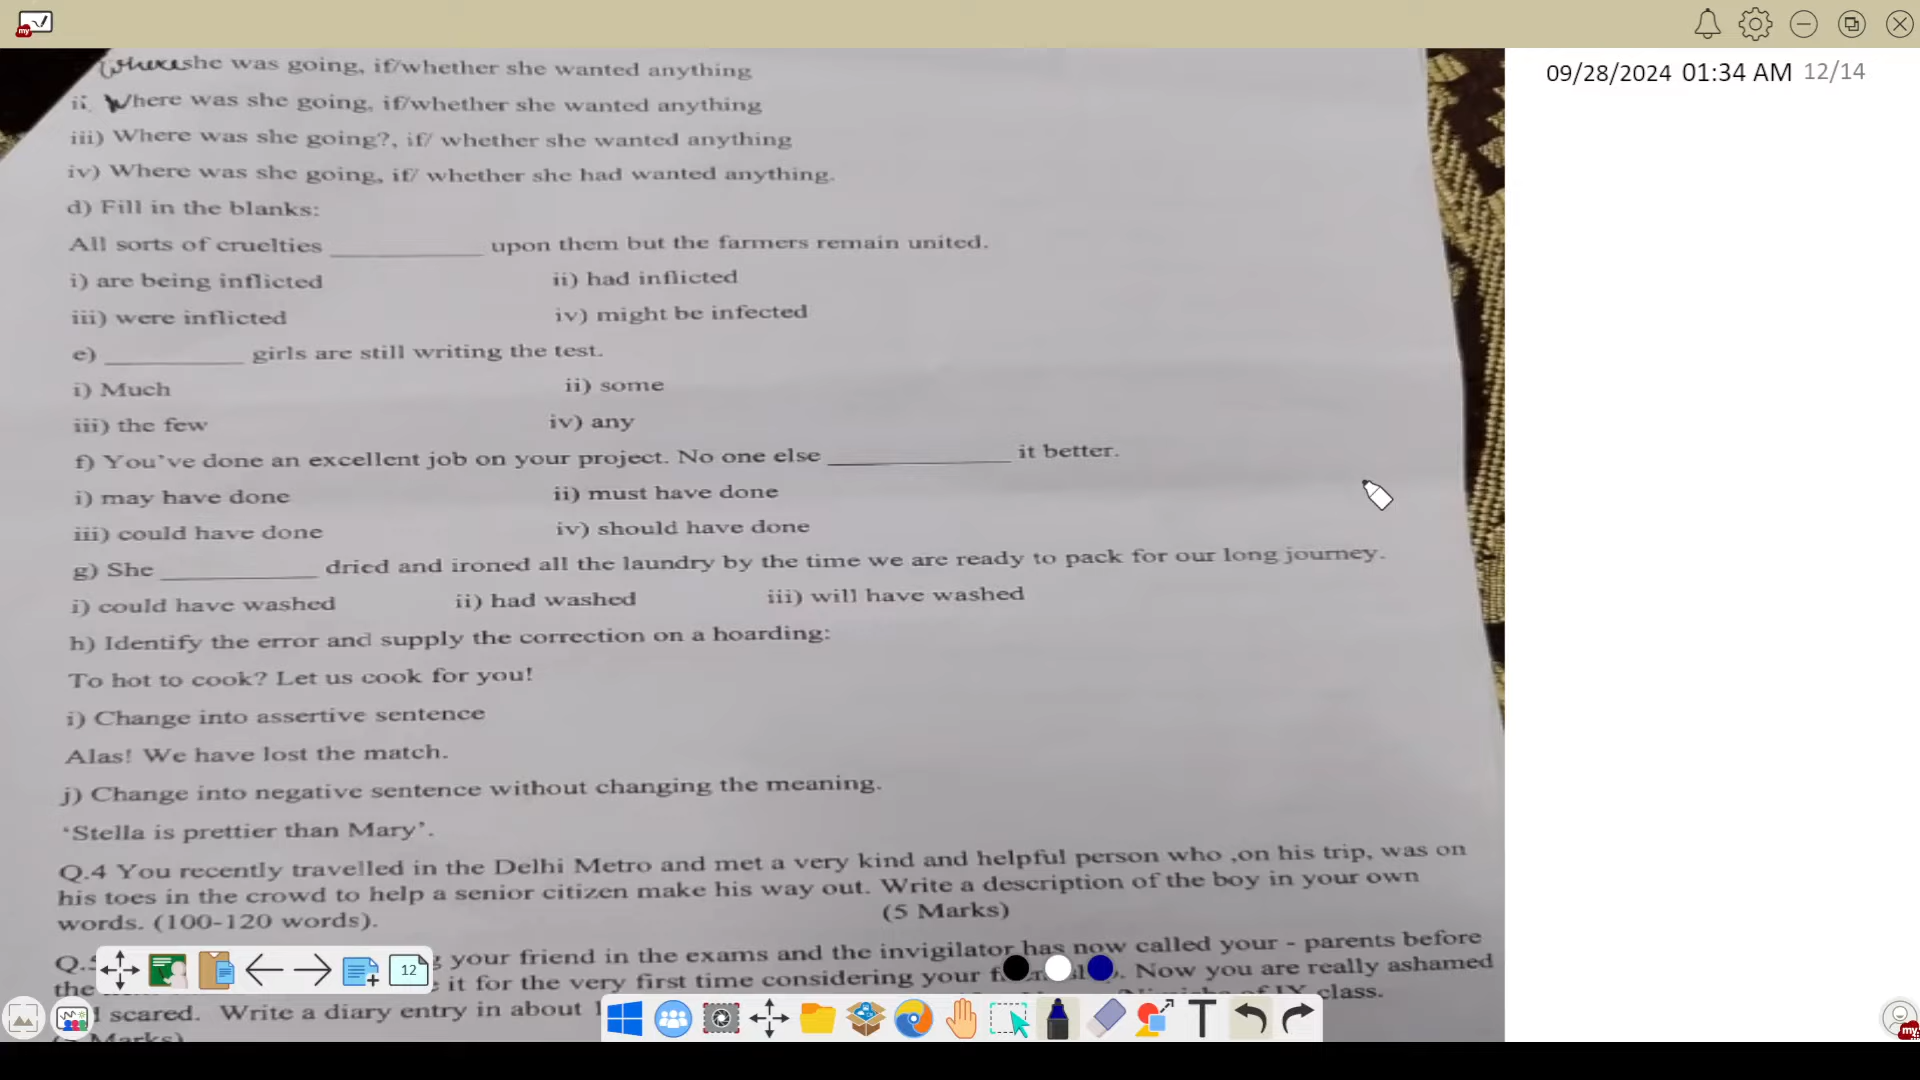 09/28/2024 01:34 AM 12/14
Where she was going, if/whether she wanted anything
ii. Where was she going, if/whether she wanted anything
iii) Where was she going?, if/ whether she wanted anything
iv) Where was she going, if/ whether she had wanted anything.
d) Fill in the blanks:
All sorts of cruelties __________ upon them but the farmers remain united.
i) are being inflicted ii) had inflicted
iii) were inflicted iv) might be infected
e) __________ girls are still writing the test.
i) Much ii) some
iii) the few iv) any
f) You've done an excellent job on your project. No one else __________ it better.
i) may have done ii) must have done
iii) could have done iv) should have done
g) She __________ dried and ironed all the laundry by the time we are ready to pack for our long journey.
i) could have washed ii) had washed iii) will have washed
h) Identify the error and supply the correction on a hoarding:
To hot to cook? Let us cook for you!
i) Change into assertive sentence
Alas! We have lost the match.
j) Change into negative sentence without changing the meaning.
'Stella is prettier than Mary'.
Q.4 You recently travelled in the Delhi Metro and met a very kind and helpful person who ,on his trip, was on
his toes in the crowd to help a senior citizen make his way out. Write a description of the boy in your own
words. (100-120 words). (5 Marks)
your friend in the exams and the invigilator has now called your - parents before
the it for the very first time considering your Now you are really ashamed
scared. Write a diary entry in about of IX class.
Marks)
12
T
my
my